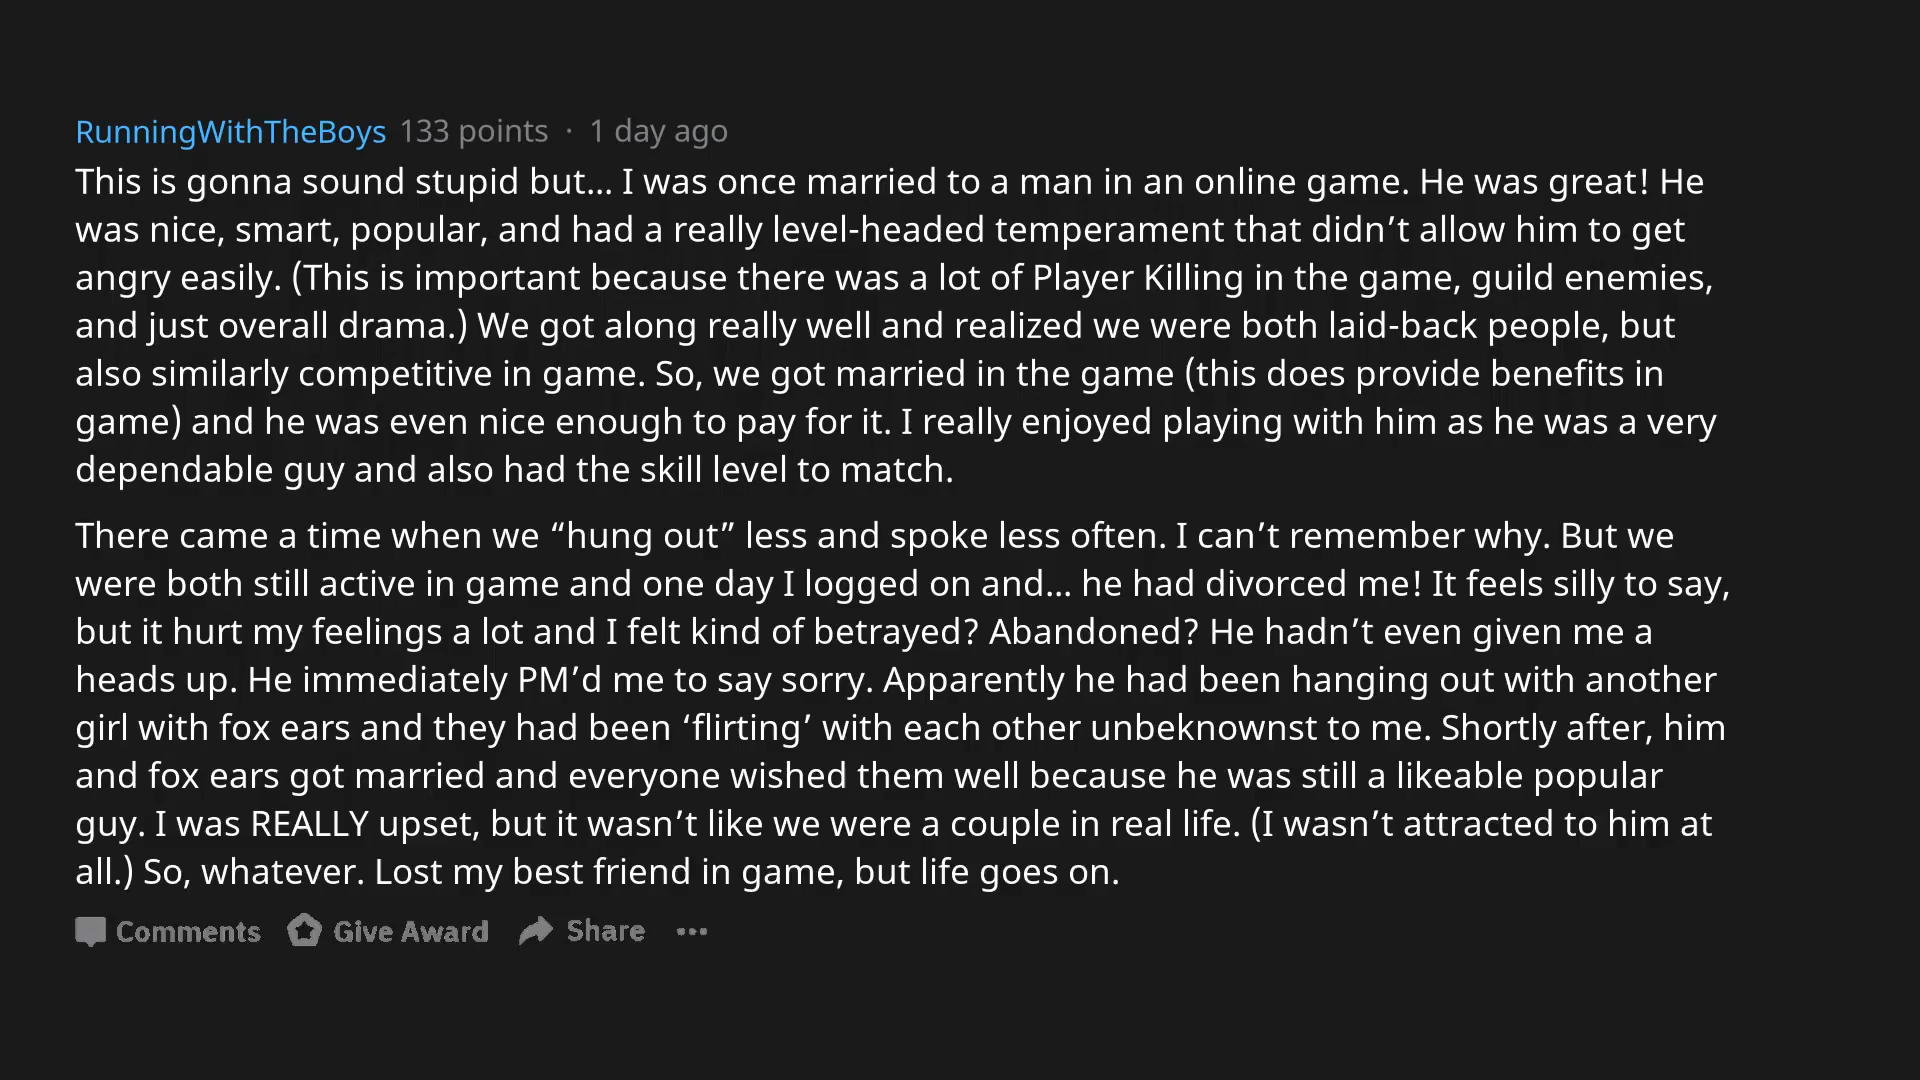 RunningWithTheBoys 133 points · 1 day ago
This is gonna sound stupid but... I was once married to a man in an online game. He was great! He
was nice, smart, popular, and had a really level-headed temperament that didn’t allow him to get
angry easily. (This is important because there was a lot of Player Killing in the game, guild enemies,
and just overall drama.) We got along really well and realized we were both laid-back people, but
also similarly competitive in game. So, we got married in the game (this does provide benefits in
game) and he was even nice enough to pay for it. I really enjoyed playing with him as he was a very
dependable guy and also had the skill level to match.
There came a time when we “hung out” less and spoke less often. I can’t remember why. But we
were both still active in game and one day I logged on and... he had divorced me! It feels silly to say,
but it hurt my feelings a lot and I felt kind of betrayed? Abandoned? He hadn’t even given me a
heads up. He immediately PM’d me to say sorry. Apparently he had been hanging out with another
girl with fox ears and they had been ‘flirting’ with each other unbeknownst to me. Shortly after, him
and fox ears got married and everyone wished them well because he was still a likeable popular
guy. I was REALLY upset, but it wasn’t like we were a couple in real life. (I wasn’t attracted to him at
all.) So, whatever. Lost my best friend in game, but life goes on.
Comments Give Award Share ...